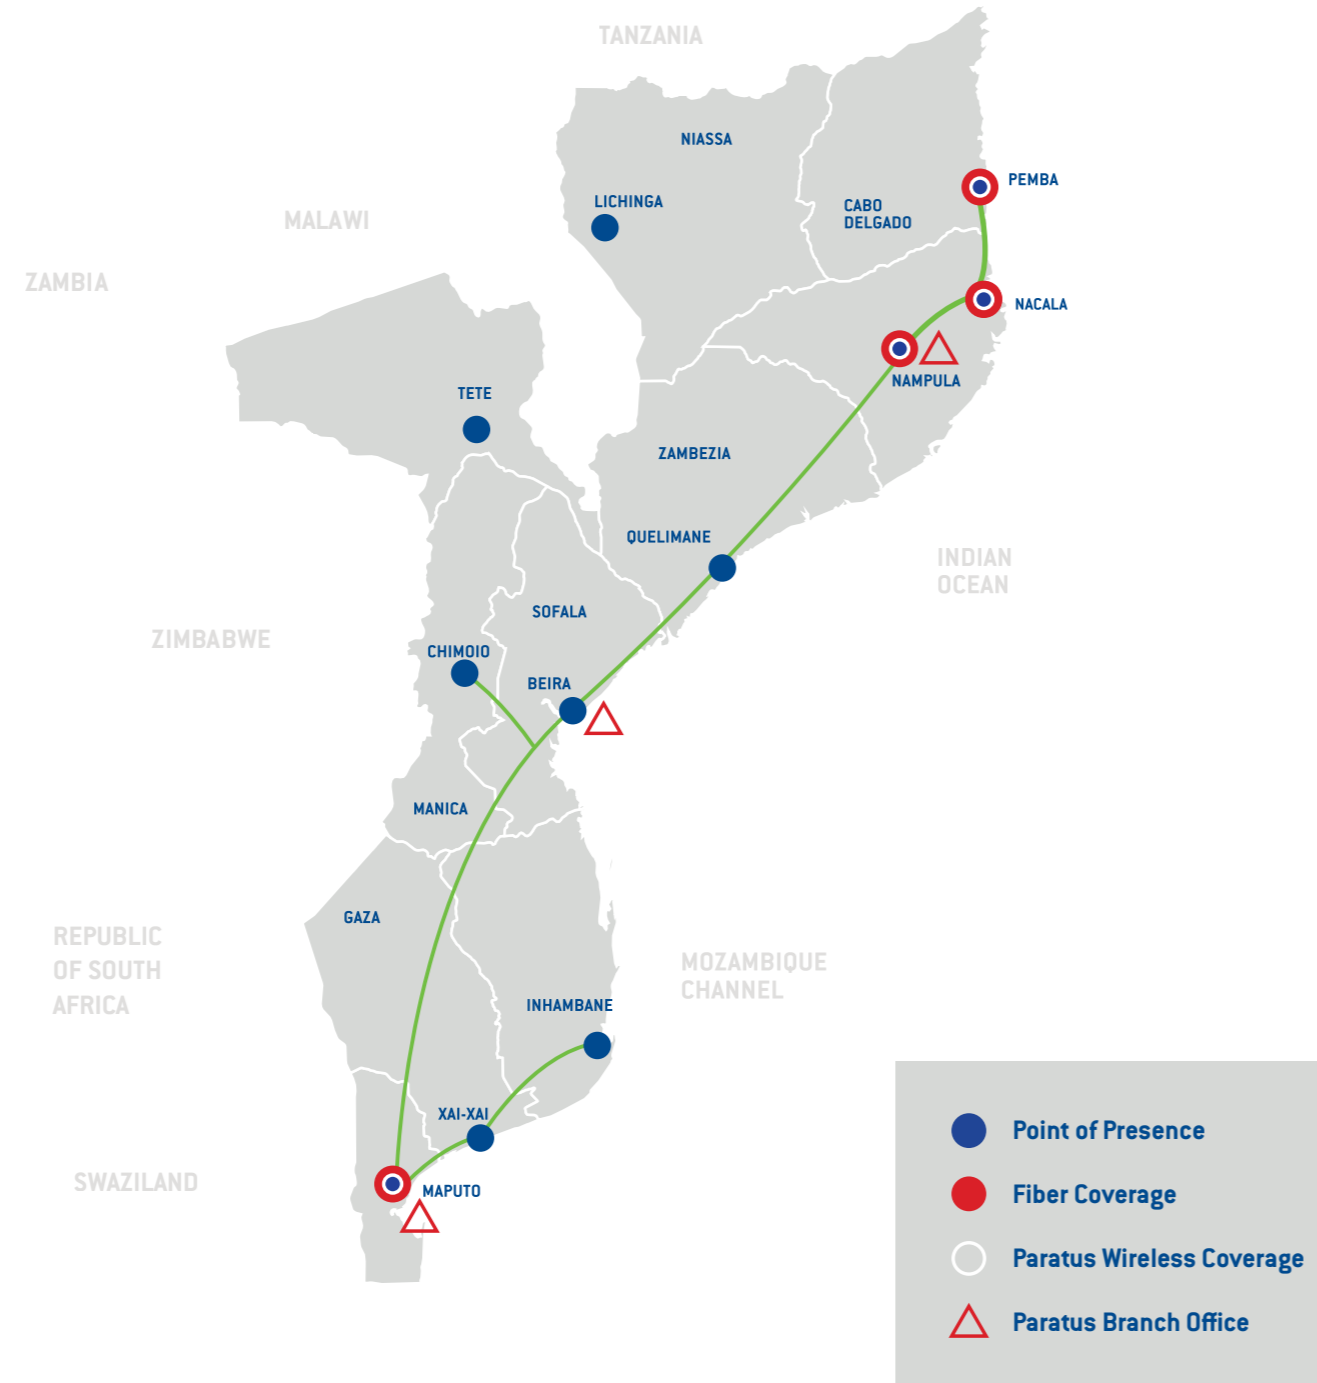 TANZANIA
NIASSA
PEMBA
LICHINGA
CABO
DELGADO
MALAWI
ZAMBIA
NACALA
NAMPULA
TETE
ZAMBEZIA
QUELIMANE
INDIAN
OCEAN
SOFALA
ZIMBABWE
CHIMOIO
BEIRA
MANICA
GAZA
REPUBLIC
OF SOUTH
AFRICA
MOZAMBIQUE
CHANNEL
INHAMBANE
XAI-XAI
SWAZILAND
MAPUTO
Point of Presence
Fiber Coverage
Paratus Wireless Coverage
Paratus Branch Office